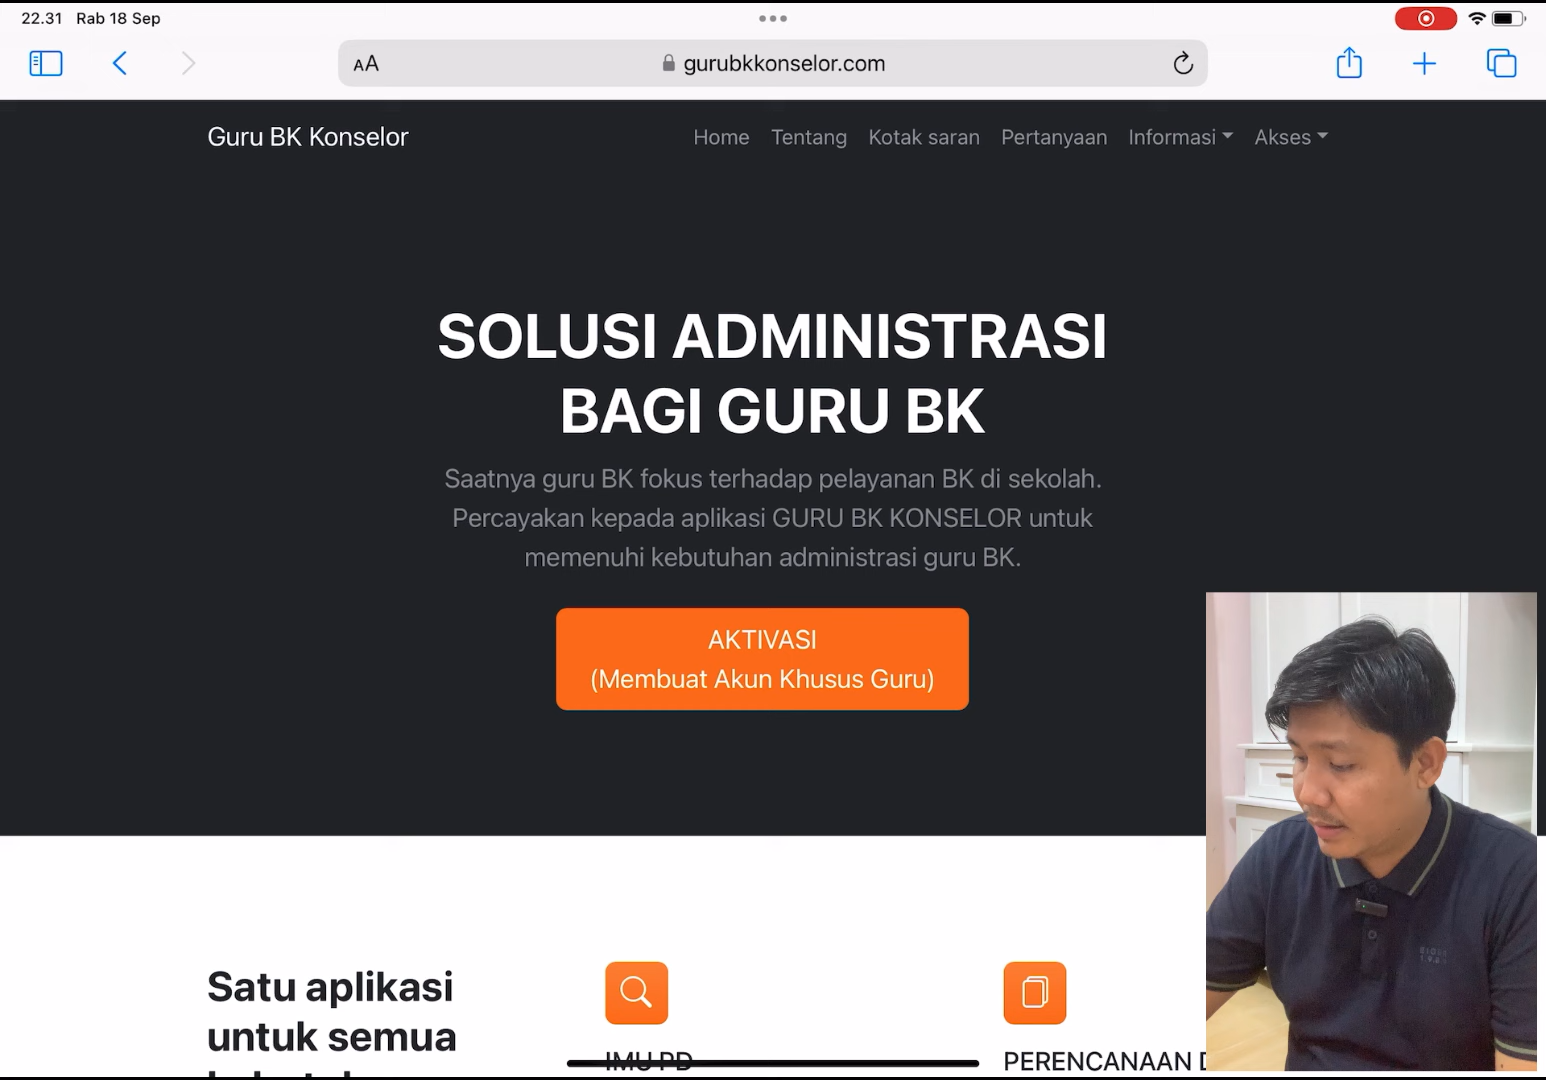 22.31 Rab 18 Sep
AA gurubkkonselor.com
Guru BK Konselor
Home Tentang Kotak saran Pertanyaan Informasi Akses
SOLUSI ADMINISTRASI
BAGI GURU BK
Saatnya guru BK fokus terhadap pelayanan BK di sekolah.
Percayakan kepada aplikasi GURU BK KONSELOR untuk
memenuhi kebutuhan administrasi guru BK.
AKTIVASI
(Membuat Akun Khusus Guru)
Satu aplikasi
untuk semua
IMU PD
PERENCANAAN